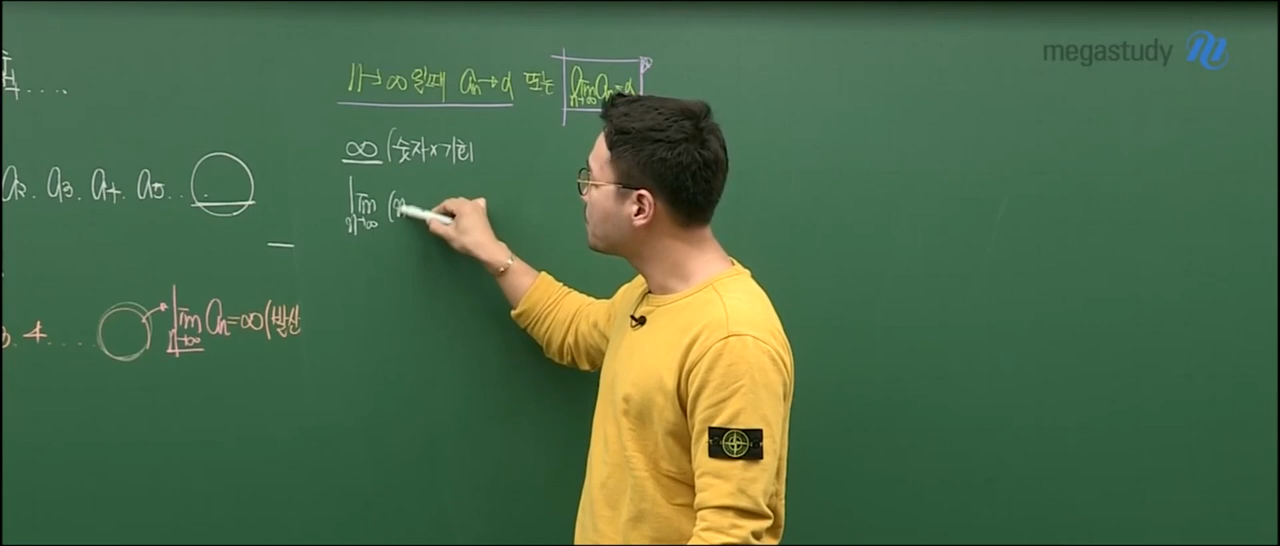 megastudy
n→∞일때 aₙ→α 또는 lim n→∞ aₙ=α
∞ (숫자×기호
lim n→∞ (n
a₂. a₃. a₄. a₅...
4.....
lim n→∞ aₙ=∞(발산